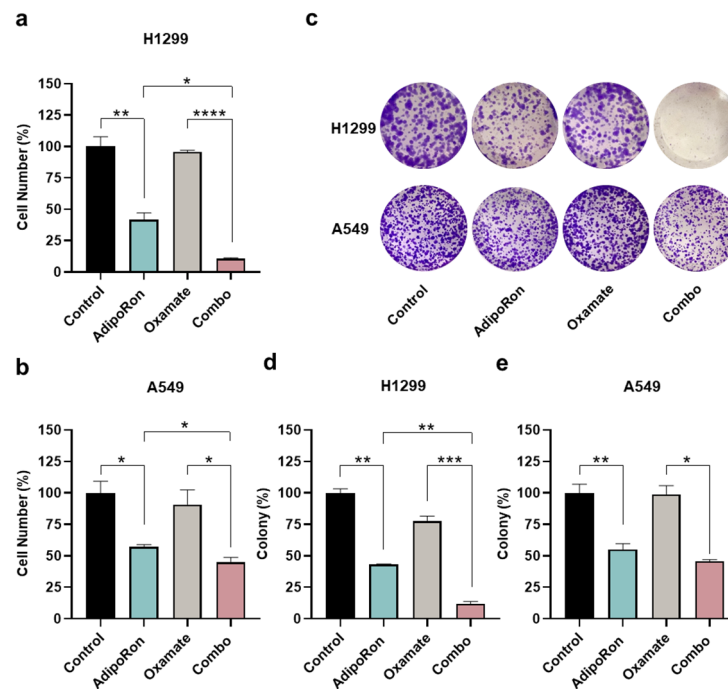 a
H1299
Cell Number (%)
150
125
100
75
50
25
0
**
****
*
Control
AdipoRon
Oxamate
Combo
c
H1299
A549
Control
AdipoRon
Oxamate
Combo
b
A549
Cell Number (%)
150
125
100
75
50
25
0
*
*
*
Control
AdipoRon
Oxamate
Combo
d
H1299
Colony (%)
150
125
100
75
50
25
0
**
***
**
Control
AdipoRon
Oxamate
Combo
e
A549
Colony (%)
150
125
100
75
50
25
0
**
*
Control
AdipoRon
Oxamate
Combo